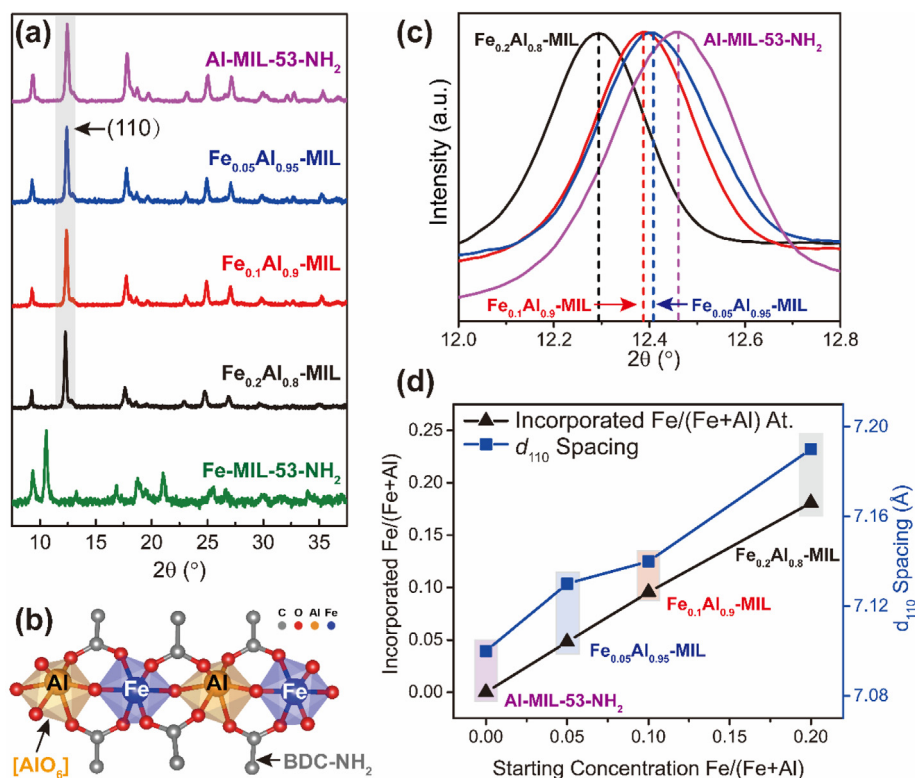 (a)
Al-MIL-53-NH2
(110)
Fe0.05Al0.95-MIL
Fe0.1Al0.9-MIL
Fe0.2Al0.8-MIL
Fe-MIL-53-NH2
10 15 20 25 30 35
2θ (°)
(b)
C O Al Fe
Al Fe Al Fe
[AlO6]
BDC-NH2
(c)
Fe0.2Al0.8-MIL
Al-MIL-53-NH2
Intensity (a.u.)
Fe0.1Al0.9-MIL
Fe0.05Al0.95-MIL
12.0 12.2 12.4 12.6 12.8
2θ (°)
(d)
Incorporated Fe/(Fe+Al) At.
d110 Spacing
Incorporated Fe/(Fe+Al)
0.25
0.20
0.15
0.10
0.05
0.00
7.20
7.16
7.12
7.08
d110 Spacing (Å)
Fe0.2Al0.8-MIL
Fe0.1Al0.9-MIL
Fe0.05Al0.95-MIL
Al-MIL-53-NH2
0.00 0.05 0.10 0.15 0.20
Starting Concentration Fe/(Fe+Al)